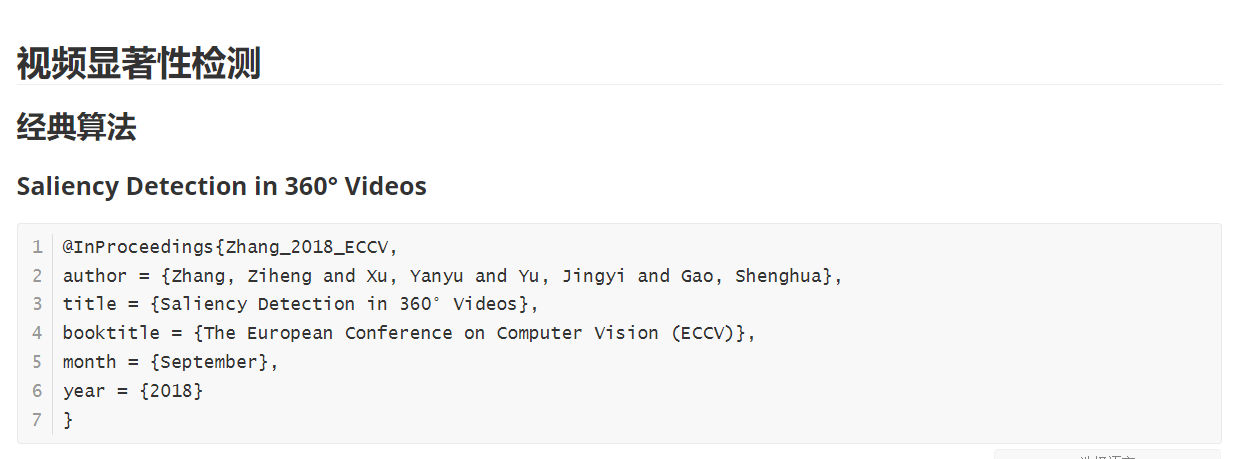 视频显著性检测
经典算法
Saliency Detection in 360° Videos
1 @InProceedings{Zhang_2018_ECCV,
2 author = {Zhang, Ziheng and Xu, Yanyu and Yu, Jingyi and Gao, Shenghua},
3 title = {Saliency Detection in 360° Videos},
4 booktitle = {The European Conference on Computer Vision (ECCV)},
5 month = {September},
6 year = {2018}
7 }